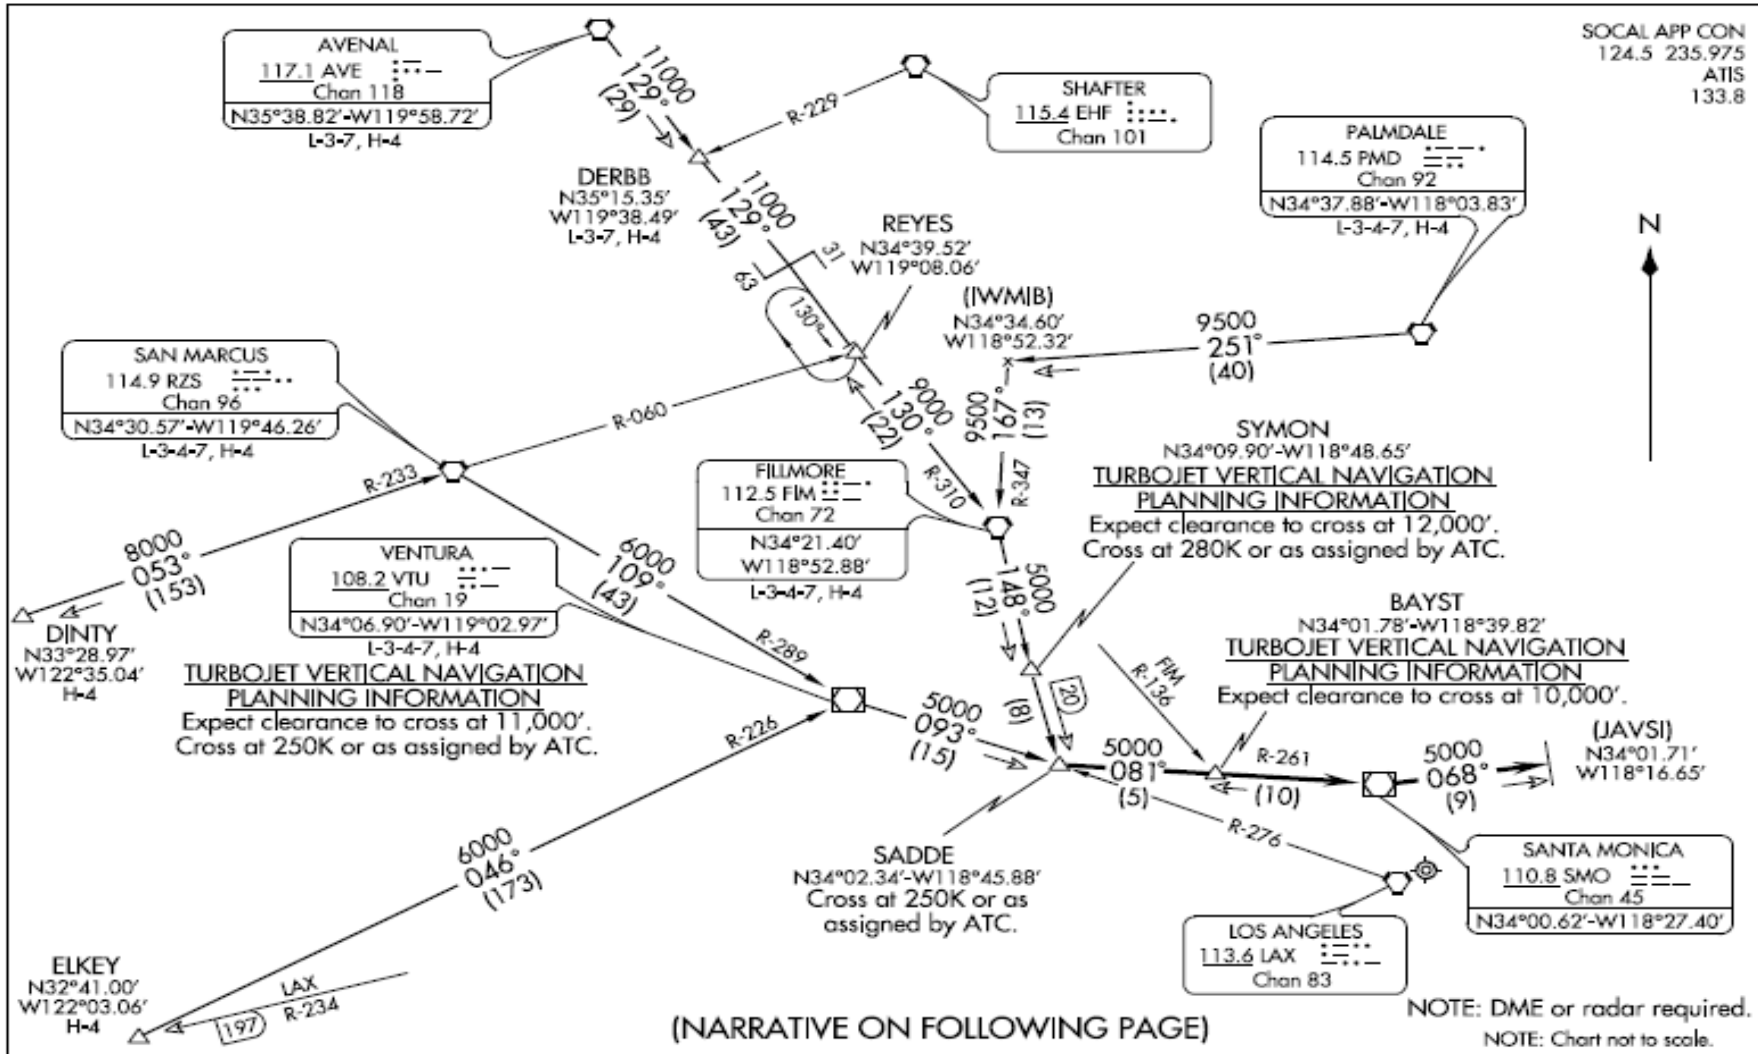 SOCAL APP CON
124.5 235.975
ATIS
133.8
AVENAL
117.1 AVE
Chan 118
N35°38.82'-W119°58.72'
L-3-7, H-4
11000
129°
(29)
R-229
SHAFTER
115.4 EHF
Chan 101
PALMDALE
114.5 PMD
Chan 92
N34°37.88'-W118°03.83'
L-3-4-7, H-4
DERBB
N35°15.35'
W119°38.49'
L-3-7, H-4
11000
129°
(43)
63
31
REYES
N34°39.52'
W119°08.06'
130°
N
(IWMIB)
N34°34.60'
W118°52.32'
9500
251°
(40)
SAN MARCUS
114.9 RZS
Chan 96
N34°30.57'-W119°46.26'
L-3-4-7, H-4
R-060
9000
130°
(22)
R-310
9500
167°
(13)
R-347
SYMON
N34°09.90'-W118°48.65'
TURBOJET VERTICAL NAVIGATION
PLANNING INFORMATION
Expect clearance to cross at 12,000'.
Cross at 280K or as assigned by ATC.
FILLMORE
112.5 FIM
Chan 72
N34°21.40'
W118°52.88'
L-3-4-7, H-4
R-233
8000
053°
(153)
DINTY
N33°28.97'
W122°35.04'
H-4
VENTURA
108.2 VTU
Chan 19
N34°06.90'-W119°02.97'
L-3-4-7, H-4
TURBOJET VERTICAL NAVIGATION
PLANNING INFORMATION
Expect clearance to cross at 11,000'.
Cross at 250K or as assigned by ATC.
6000
109°
(43)
R-289
5000
148°
(12)
BAYST
N34°01.78'-W118°39.82'
TURBOJET VERTICAL NAVIGATION
PLANNING INFORMATION
Expect clearance to cross at 10,000'.
FIM
R-136
20
(8)
R-226
5000
093°
(15)
5000
081°
(5)
R-261
(10)
5000
068°
(9)
(JAVSI)
N34°01.71'
W118°16.65'
R-276
6000
046°
(173)
SADDE
N34°02.34'-W118°45.88'
Cross at 250K or as
assigned by ATC.
SANTA MONICA
110.8 SMO
Chan 45
N34°00.62'-W118°27.40'
LOS ANGELES
113.6 LAX
Chan 83
ELKEY
N32°41.00'
W122°03.06'
H-4
LAX
R-234
197
(NARRATIVE ON FOLLOWING PAGE)
NOTE: DME or radar required.
NOTE: Chart not to scale.